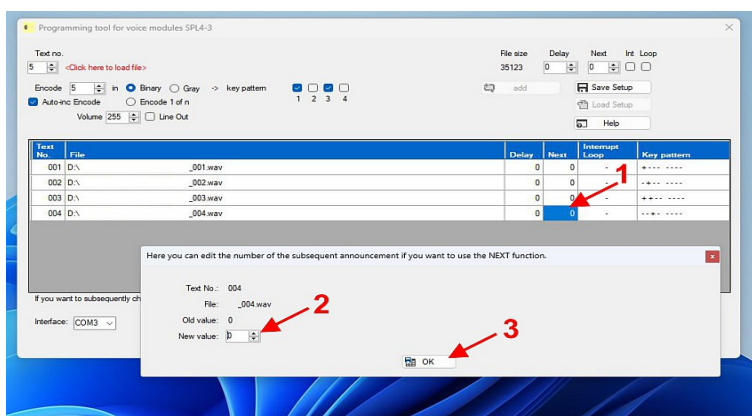 Programming tool for voice modules SPL4-3
Text no.
File size Delay Next Int Loop
5 <Click here to load file>
35123 0 0
Encode 5 in Binary Gray -> key pattern
add Save Setup
Auto-inc Encode Encode 1 of n
1 2 3 4
Load Setup
Volume 255 Line Out
Help
Text No. File Delay Next Interrupt Loop Key pattern
001 D:\ _001.wav 0 0 - +--- ----
002 D:\ _002.wav 0 0 - -+-- ----
003 D:\ _003.wav 0 0 ++-- ----
004 D:\ _004.wav 0 0 - --+- ----
1
Here you can edit the number of the subsequent announcement if you want to use the NEXT function.
x
Text No.: 004
If you want to subsequently ch
File: _004.wav
2
Old value: 0
Interface: COM3
New value: 0
3
OK